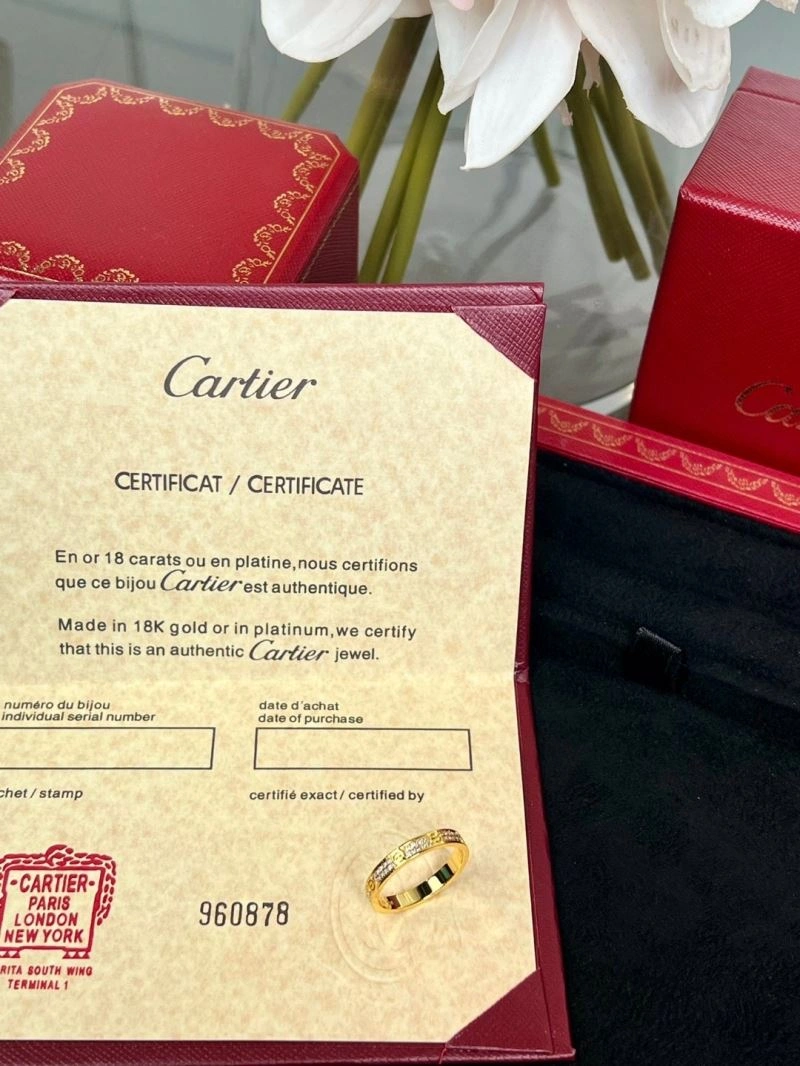 Cartier
CERTIFICAT / CERTIFICATE
En or 18 carats ou en platine,nous certifions
que ce bijou Cartier est authentique.
Made in 18K gold or in platinum,we certify
that this is an authentic Cartier jewel.
numéro du bijou
individual serial number
date d´achat
date of purchase
chet / stamp
certifié exact / certified by
·CARTIER·
PARIS
LONDON
NEW YORK
RITA SOUTH WING
TERMINAL 1
960878
Ca